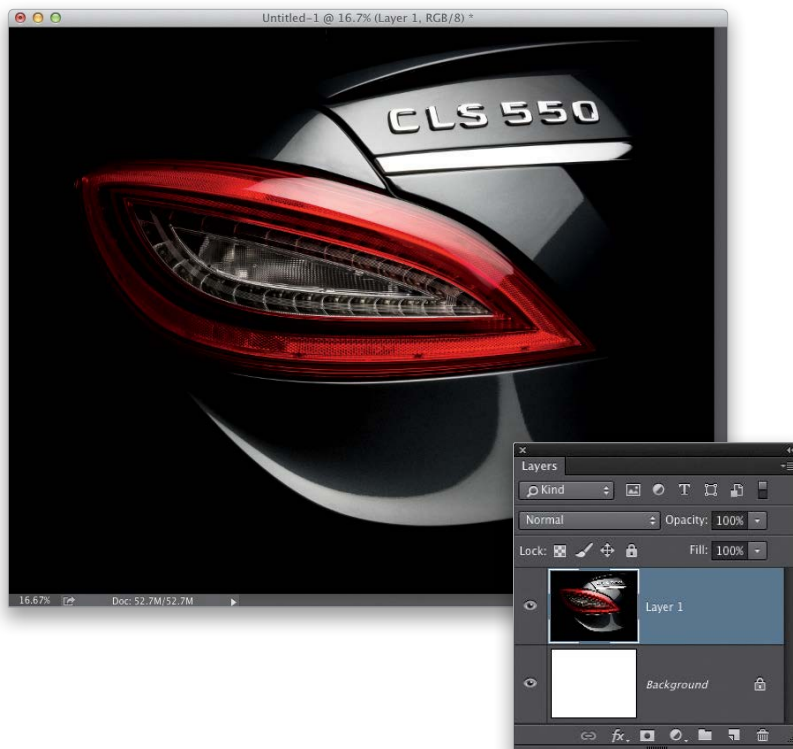 Untitled-1 @ 16.7% (Layer 1, RGB/8) *
CLS 550
16.67% Doc: 52.7M/52.7M
Layers
Kind
Normal Opacity: 100%
Lock: Fill: 100%
Layer 1
Background
fx